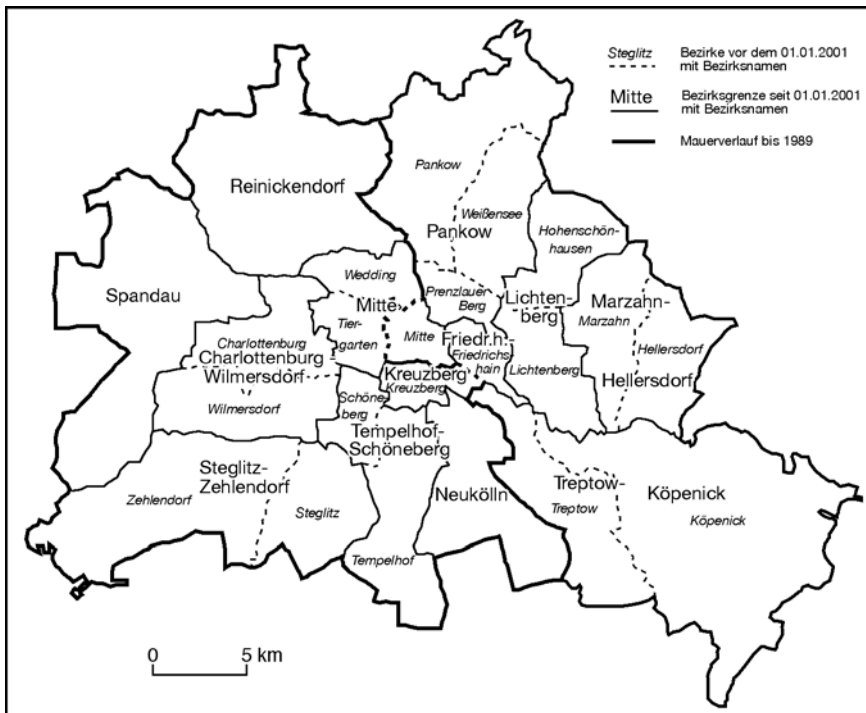 Steglitz Bezirke vor dem 01.01.2001
mit Bezirksnamen
Mitte Bezirksgrenze seit 01.01.2001
mit Bezirksnamen
Mauerverlauf bis 1989
Reinickendorf
Pankow
Weißensee
Pankow
Hohenschön-
hausen
Wedding
Spandau
Mitte
Prenzlauer
Berg
Lichten-
berg
Marzahn-
Marzahn
Tier-
garten
Mitte
Friedr.h.-
Friedrichs-
hain
Charlottenburg
Charlottenburg-
Wilmersdorf
Wilmersdorf
Lichtenberg
Hellersdorf
Hellersdorf
Kreuzberg
Kreuzberg
Schöne-
berg
Tempelhof-
Schöneberg
Steglitz-
Zehlendorf
Zehlendorf
Steglitz
Neukölln
Treptow-
Treptow
Köpenick
Köpenick
Tempelhof
0 5 km